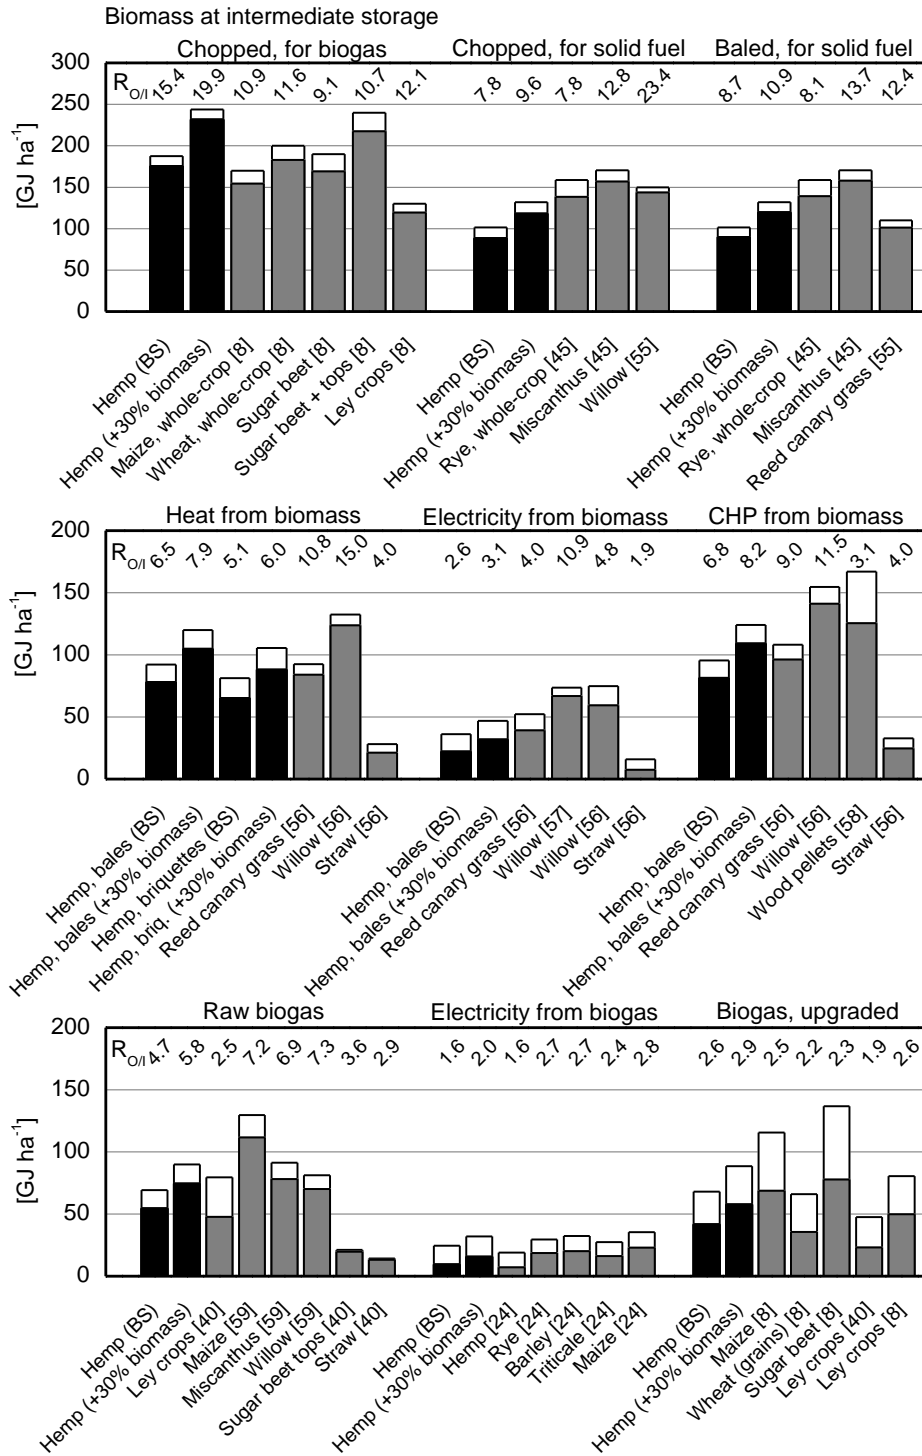 Biomass at intermediate storage
Chopped, for biogas
Chopped, for solid fuel
Baled, for solid fuel
[GJ ha⁻¹]
300
250
200
150
100
50
0
R O/I 15.4 19.9 10.9 11.6 9.1 10.7 12.1 7.8 9.6 7.8 12.8 23.4 8.7 10.9 8.1 13.7 12.4
Hemp (BS)
Hemp (+30% biomass)
Maize, whole-crop [8]
Wheat, whole-crop [8]
Sugar beet [8]
Sugar beet + tops [8]
Ley crops [8]
Hemp (BS)
Hemp (+30% biomass)
Rye, whole-crop [45]
Miscanthus [45]
Willow [55]
Hemp (BS)
Hemp (+30% biomass)
Rye, whole-crop [45]
Miscanthus [45]
Reed canary grass [55]
Heat from biomass
Electricity from biomass
CHP from biomass
[GJ ha⁻¹]
200
150
100
50
0
R O/I 6.5 7.9 5.1 6.0 10.8 15.0 4.0 2.6 3.1 4.0 10.9 4.8 1.9 6.8 8.2 9.0 11.5 3.1 4.0
Hemp, bales (BS)
Hemp, bales (+30% biomass)
Hemp, briquettes (BS)
Hemp, briq. (+30% biomass)
Reed canary grass [56]
Willow [56]
Straw [56]
Hemp, bales (BS)
Hemp, bales (+30% biomass)
Reed canary grass [56]
Willow [57]
Willow [56]
Straw [56]
Hemp, bales (BS)
Hemp, bales (+30% biomass)
Reed canary grass [56]
Willow [56]
Wood pellets [58]
Straw [56]
Raw biogas
Electricity from biogas
Biogas, upgraded
[GJ ha⁻¹]
200
150
100
50
0
R O/I 4.7 5.8 2.5 7.2 6.9 7.3 3.6 2.9 1.6 2.0 1.6 2.7 2.7 2.4 2.8 2.6 2.9 2.5 2.2 2.3 1.9 2.6
Hemp (BS)
Hemp (+30% biomass)
Ley crops [40]
Maize [59]
Miscanthus [59]
Willow [59]
Sugar beet tops [40]
Straw [40]
Hemp (BS)
Hemp (+30% biomass)
Hemp [24]
Rye [24]
Barley [24]
Triticale [24]
Maize [24]
Hemp (BS)
Hemp (+30% biomass)
Maize [8]
Wheat (grains) [8]
Sugar beet [8]
Ley crops [40]
Ley crops [8]